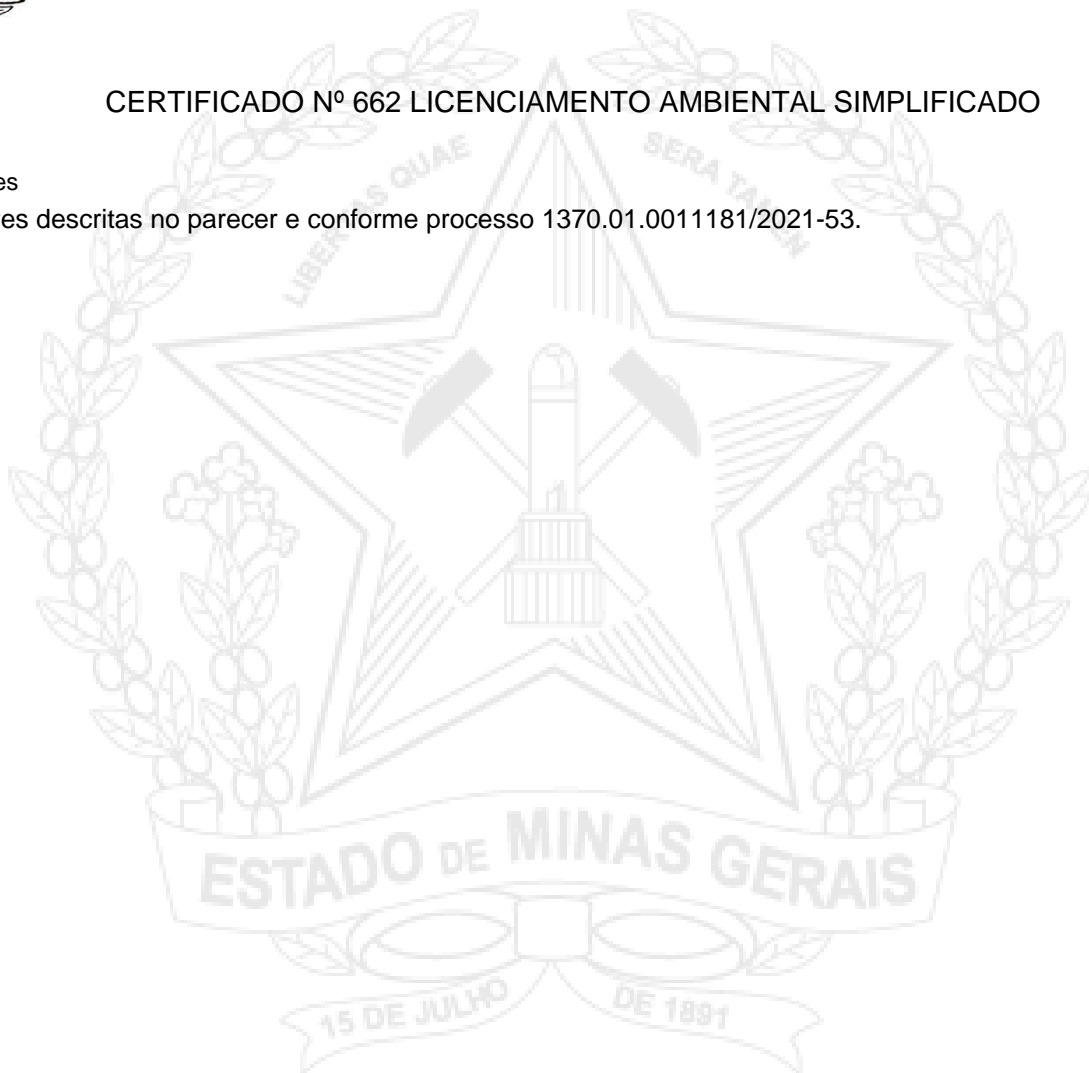 CERTIFICADO Nº 662 LICENCIAMENTO AMBIENTAL SIMPLIFICADO
es
es descritas no parecer e conforme processo 1370.01.0011181/2021-53.
LIBERTAS QUAE SERA TAMEN
ESTADO DE MINAS GERAIS
15 DE JULHO DE 1891